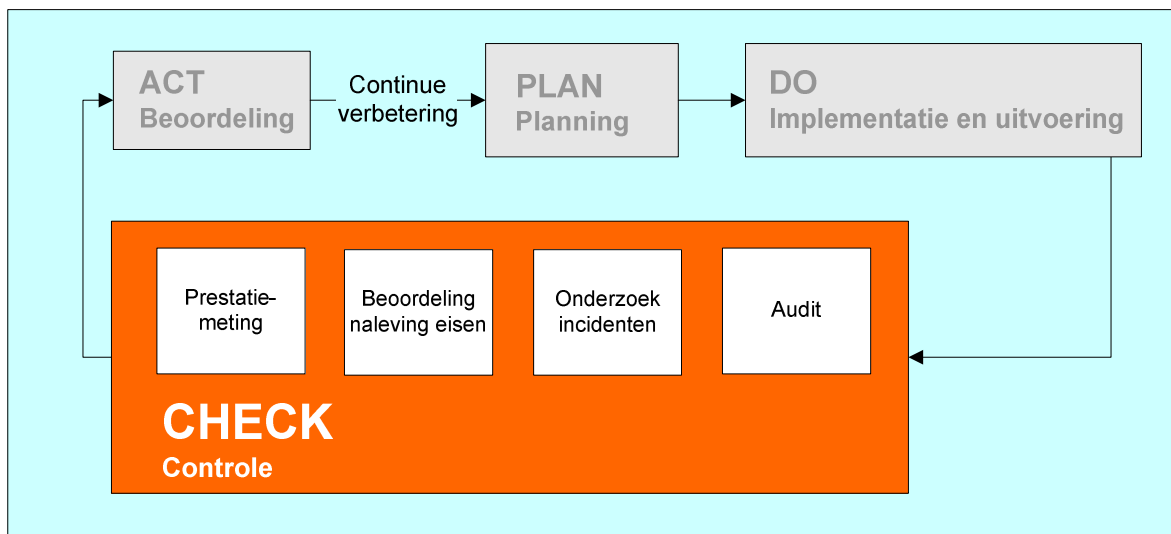 ACT
Beoordeling
Continue
verbetering
PLAN
Planning
DO
Implementatie en uitvoering
Prestatie-
meting
Beoordeling
naleving eisen
Onderzoek
incidenten
Audit
CHECK
Controle